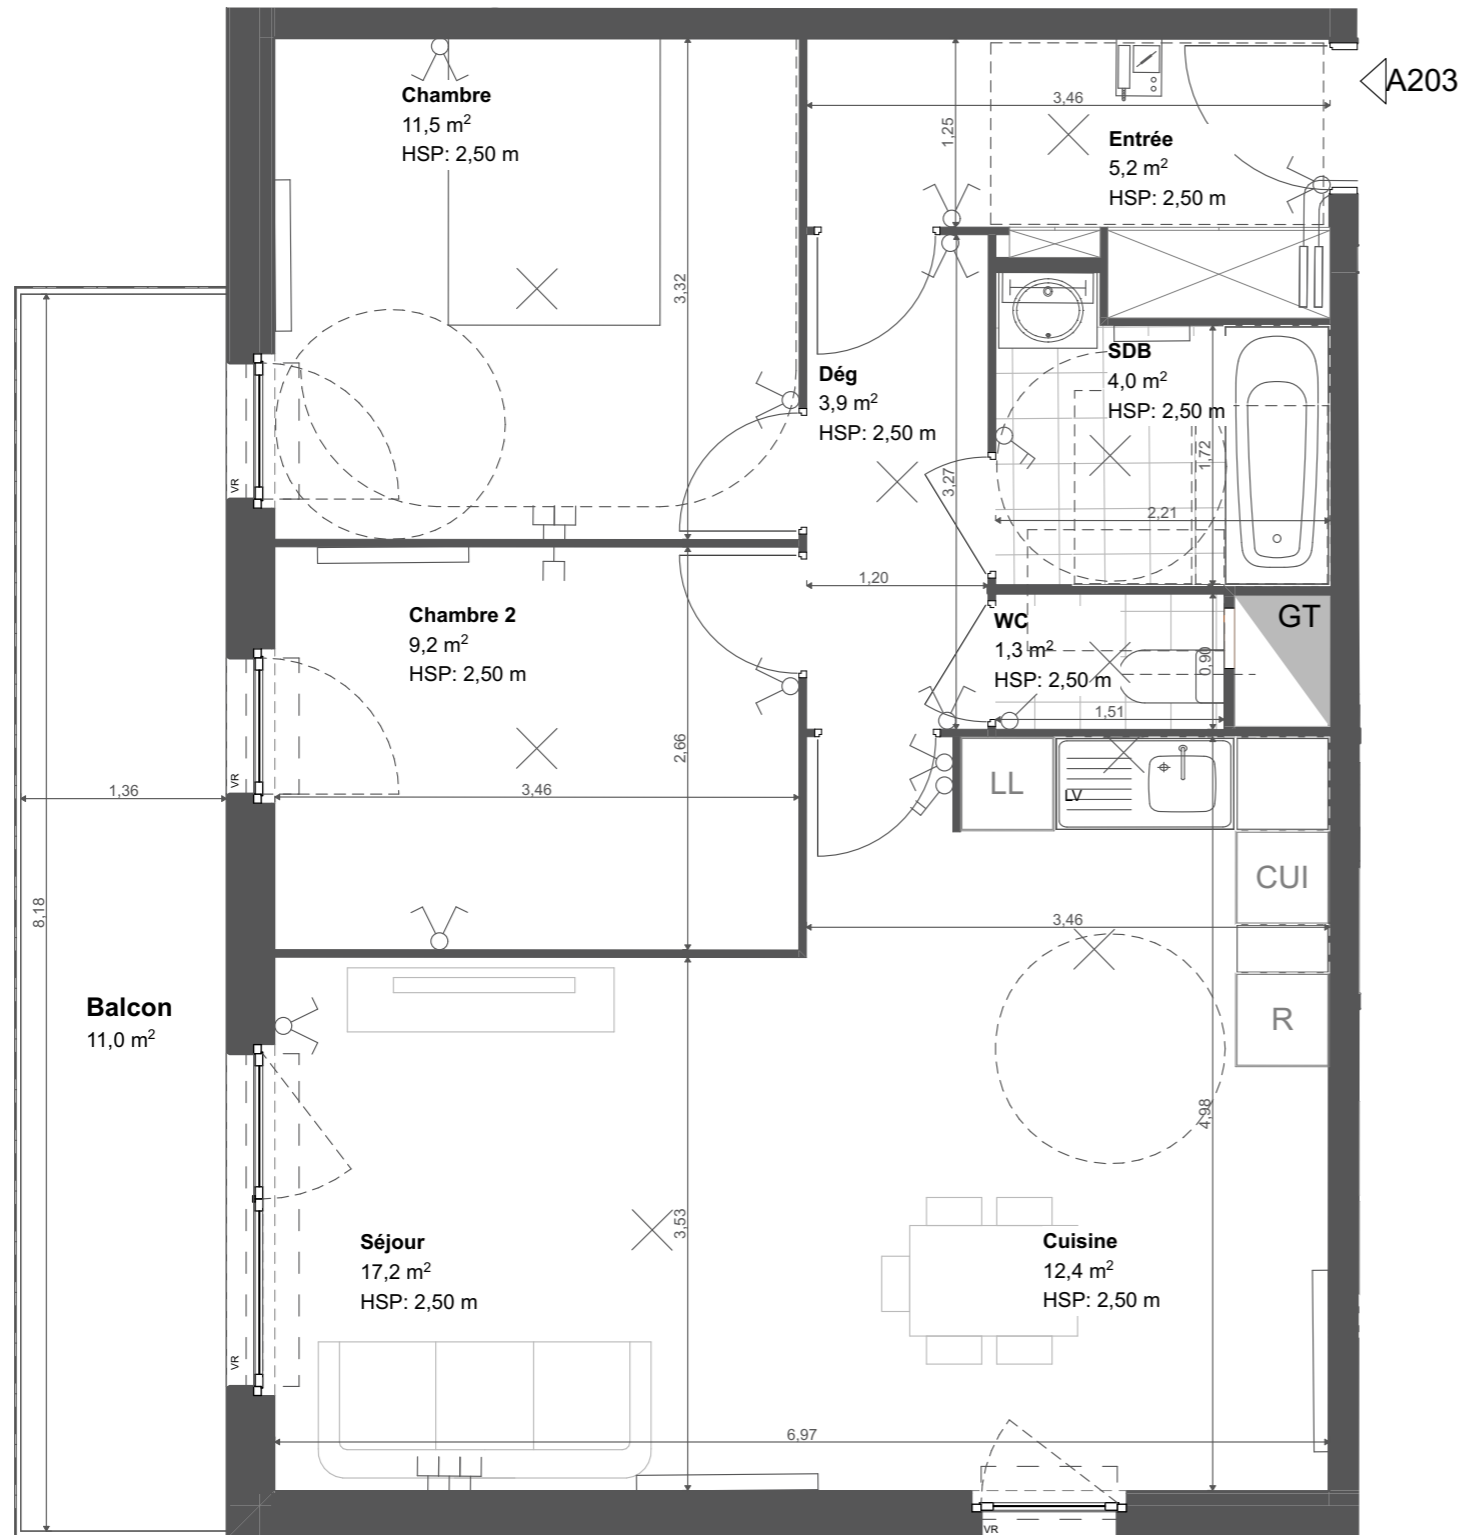 Chambre
11,5 m²
HSP: 2,50 m
3,32
3,46
1,25
Entrée
5,2 m²
HSP: 2,50 m
A203
Dég
3,9 m²
HSP: 2,50 m
3,27
1,20
SDB
4,0 m²
HSP: 2,50 m
1,72
2,21
VR
Chambre 2
9,2 m²
HSP: 2,50 m
2,66
3,46
VR
WC
1,3 m²
HSP: 2,50 m
0,90
1,51
GT
1,36
8,18
Balcon
11,0 m²
LL
LV
CUI
R
3,46
4,98
Séjour
17,2 m²
HSP: 2,50 m
3,53
Cuisine
12,4 m²
HSP: 2,50 m
VR
6,97
VR